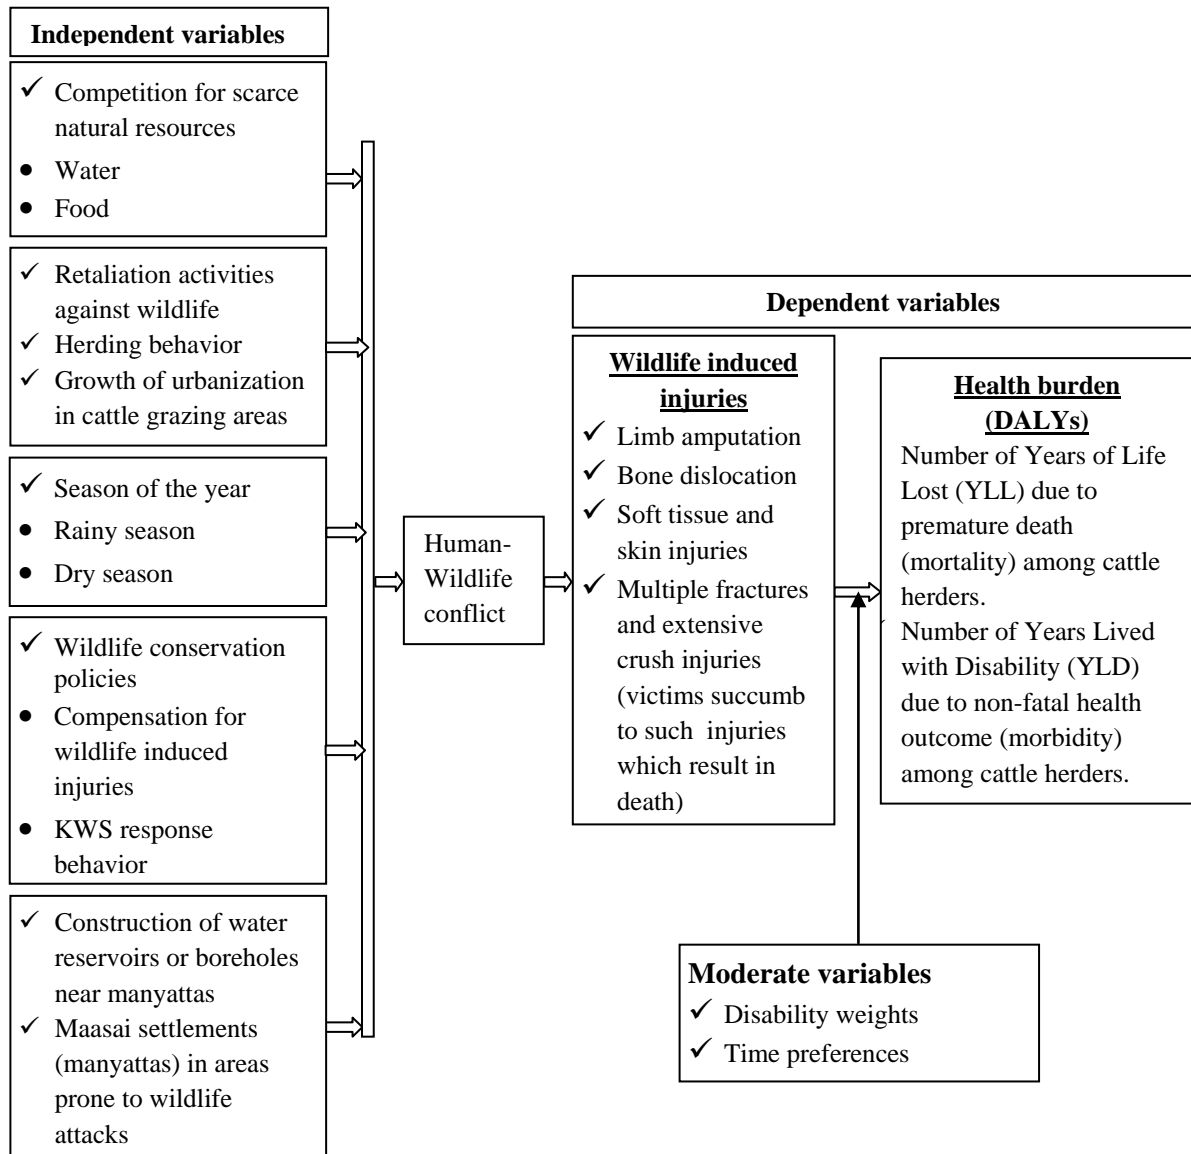 Independent variables
✓ Competition for scarce
natural resources
• Water
• Food
✓ Retaliation activities
against wildlife
✓ Herding behavior
✓ Growth of urbanization
in cattle grazing areas
✓ Season of the year
• Rainy season
• Dry season
✓ Wildlife conservation
policies
• Compensation for
wildlife induced
injuries
• KWS response
behavior
✓ Construction of water
reservoirs or boreholes
near manyattas
✓ Maasai settlements
(manyattas) in areas
prone to wildlife
attacks
Human-
Wildlife
conflict
Dependent variables
Wildlife induced
injuries
✓ Limb amputation
✓ Bone dislocation
✓ Soft tissue and
skin injuries
✓ Multiple fractures
and extensive
crush injuries
(victims succumb
to such injuries
which result in
death)
Health burden
(DALYs)
Number of Years of Life
Lost (YLL) due to
premature death
(mortality) among cattle
herders.
Number of Years Lived
with Disability (YLD)
due to non-fatal health
outcome (morbidity)
among cattle herders.
Moderate variables
✓ Disability weights
✓ Time preferences